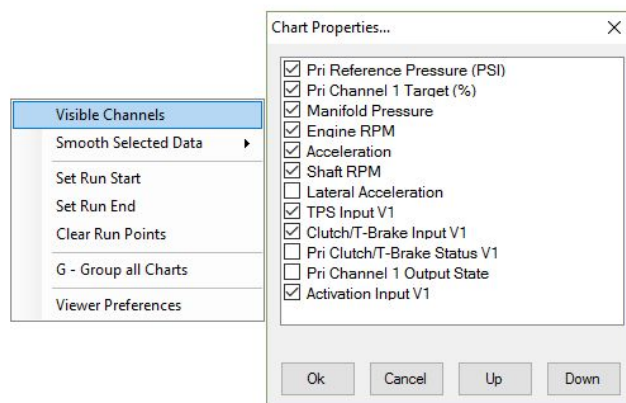 Visible Channels
Smooth Selected Data
Set Run Start
Set Run End
Clear Run Points
G - Group all Charts
Viewer Preferences
Chart Properties...
Pri Reference Pressure (PSI)
Pri Channel 1 Target (%)
Manifold Pressure
Engine RPM
Acceleration
Shaft RPM
Lateral Acceleration
TPS Input V1
Clutch/T-Brake Input V1
Pri Clutch/T-Brake Status V1
Pri Channel 1 Output State
Activation Input V1
Ok Cancel Up Down